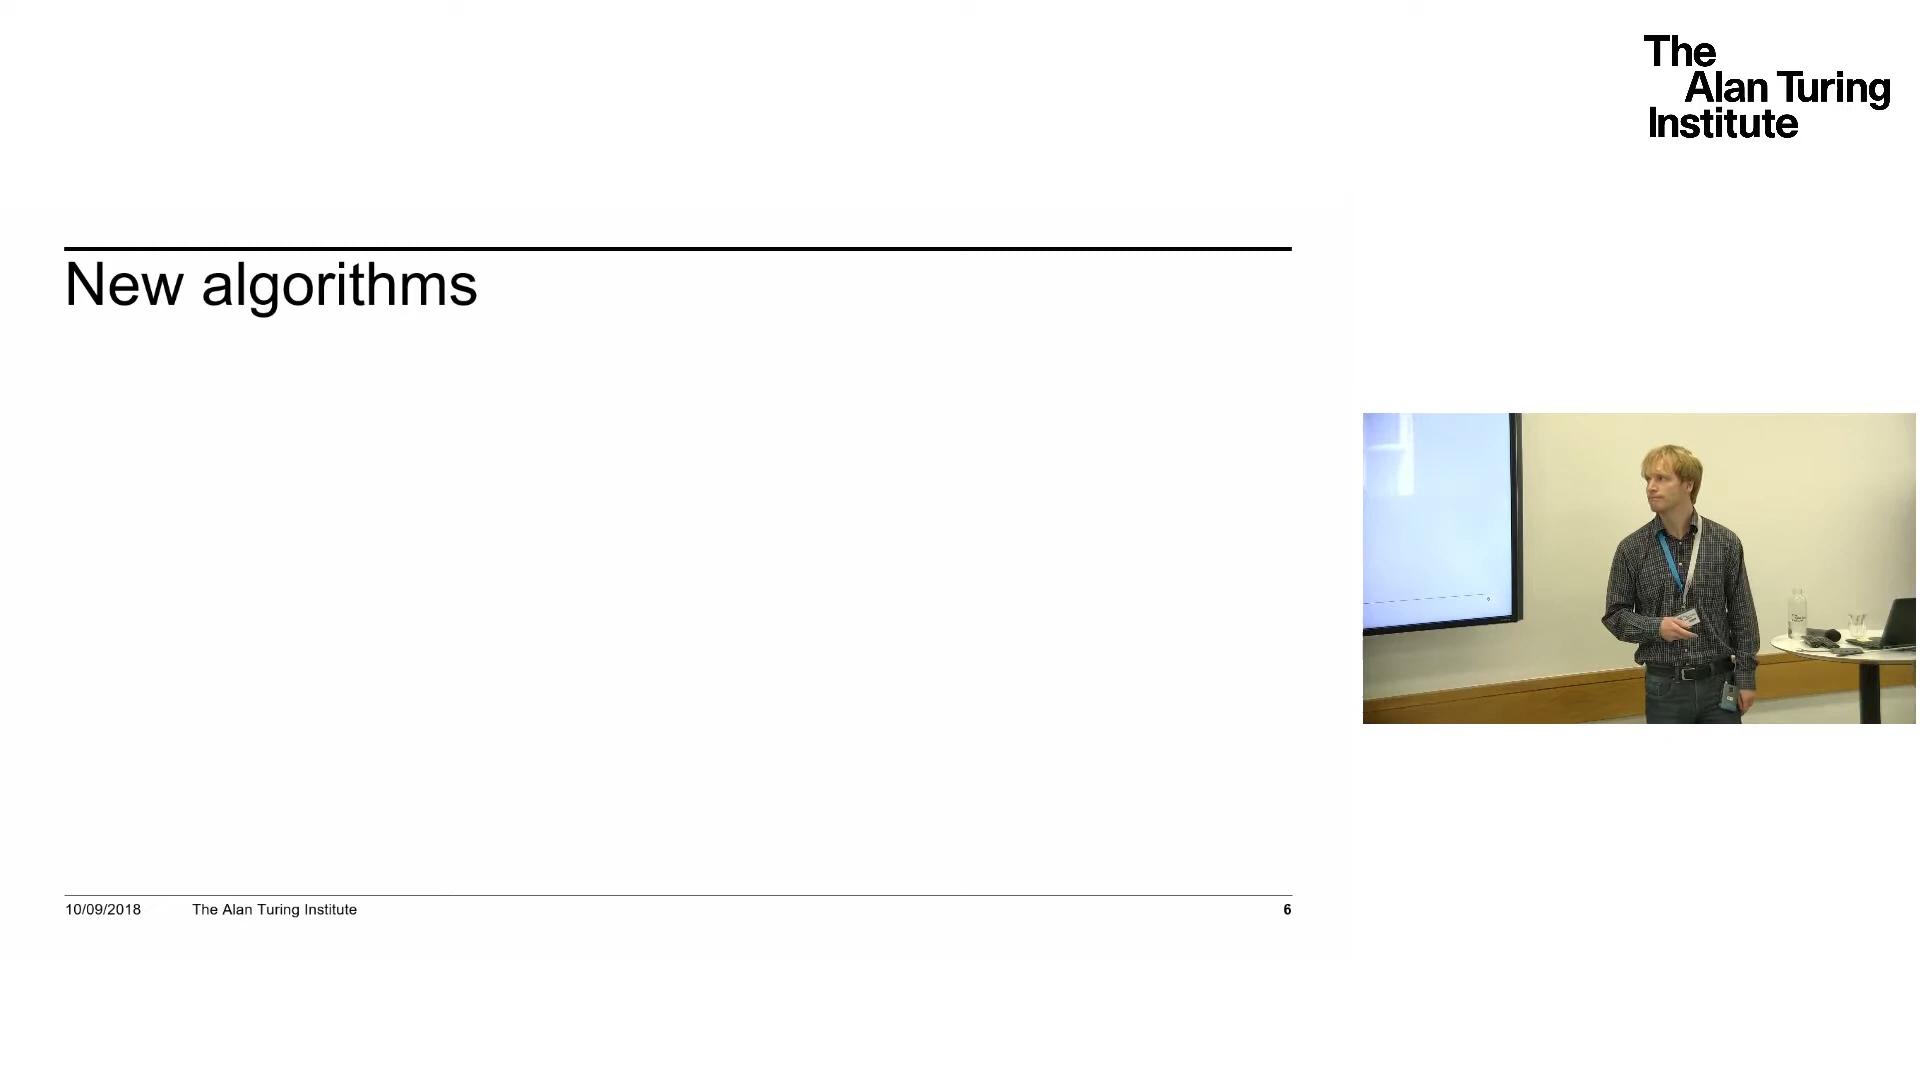 The
Alan Turing
Institute
New algorithms
10/09/2018 The Alan Turing Institute 6